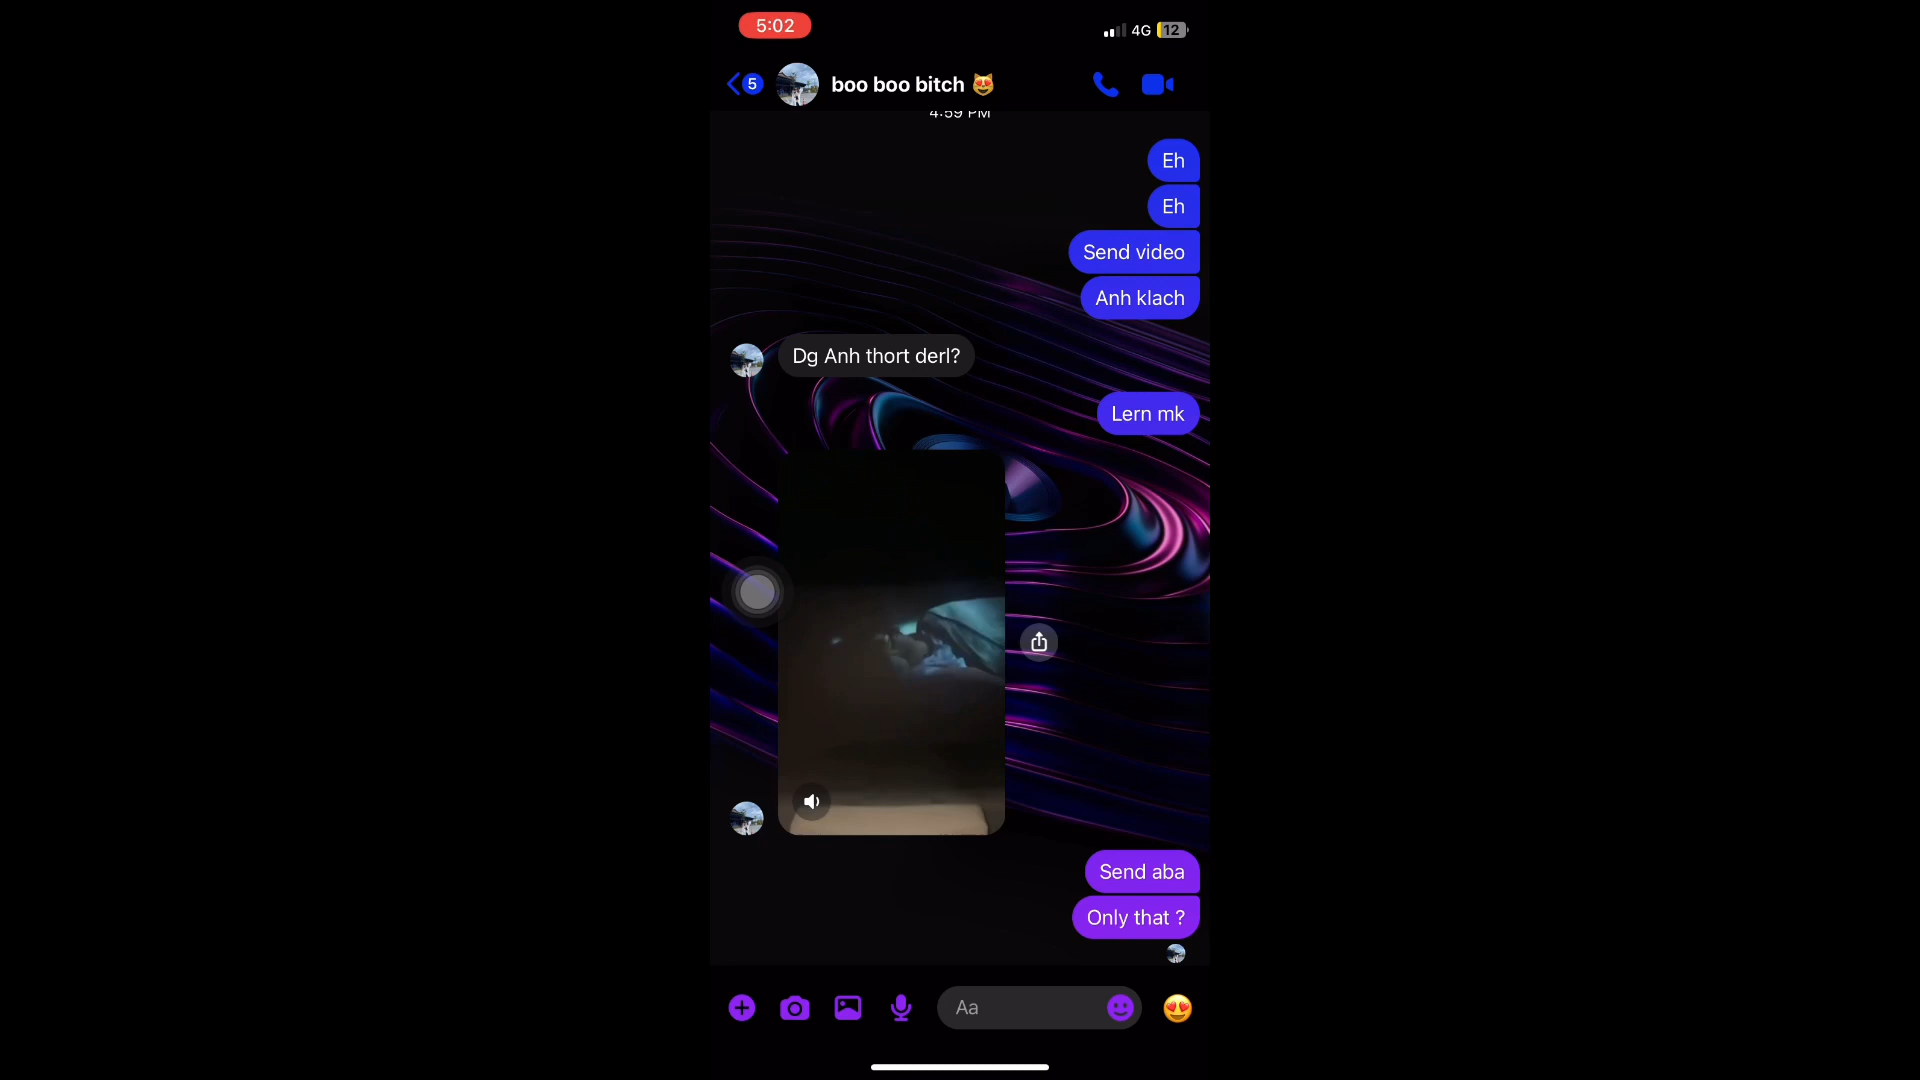 5:02
4G
12
5
boo boo bitch 😻
4:59 PM
Eh
Eh
Send video
Anh klach
Dg Anh thort derl?
Lern mk
Send aba
Only that ?
Aa